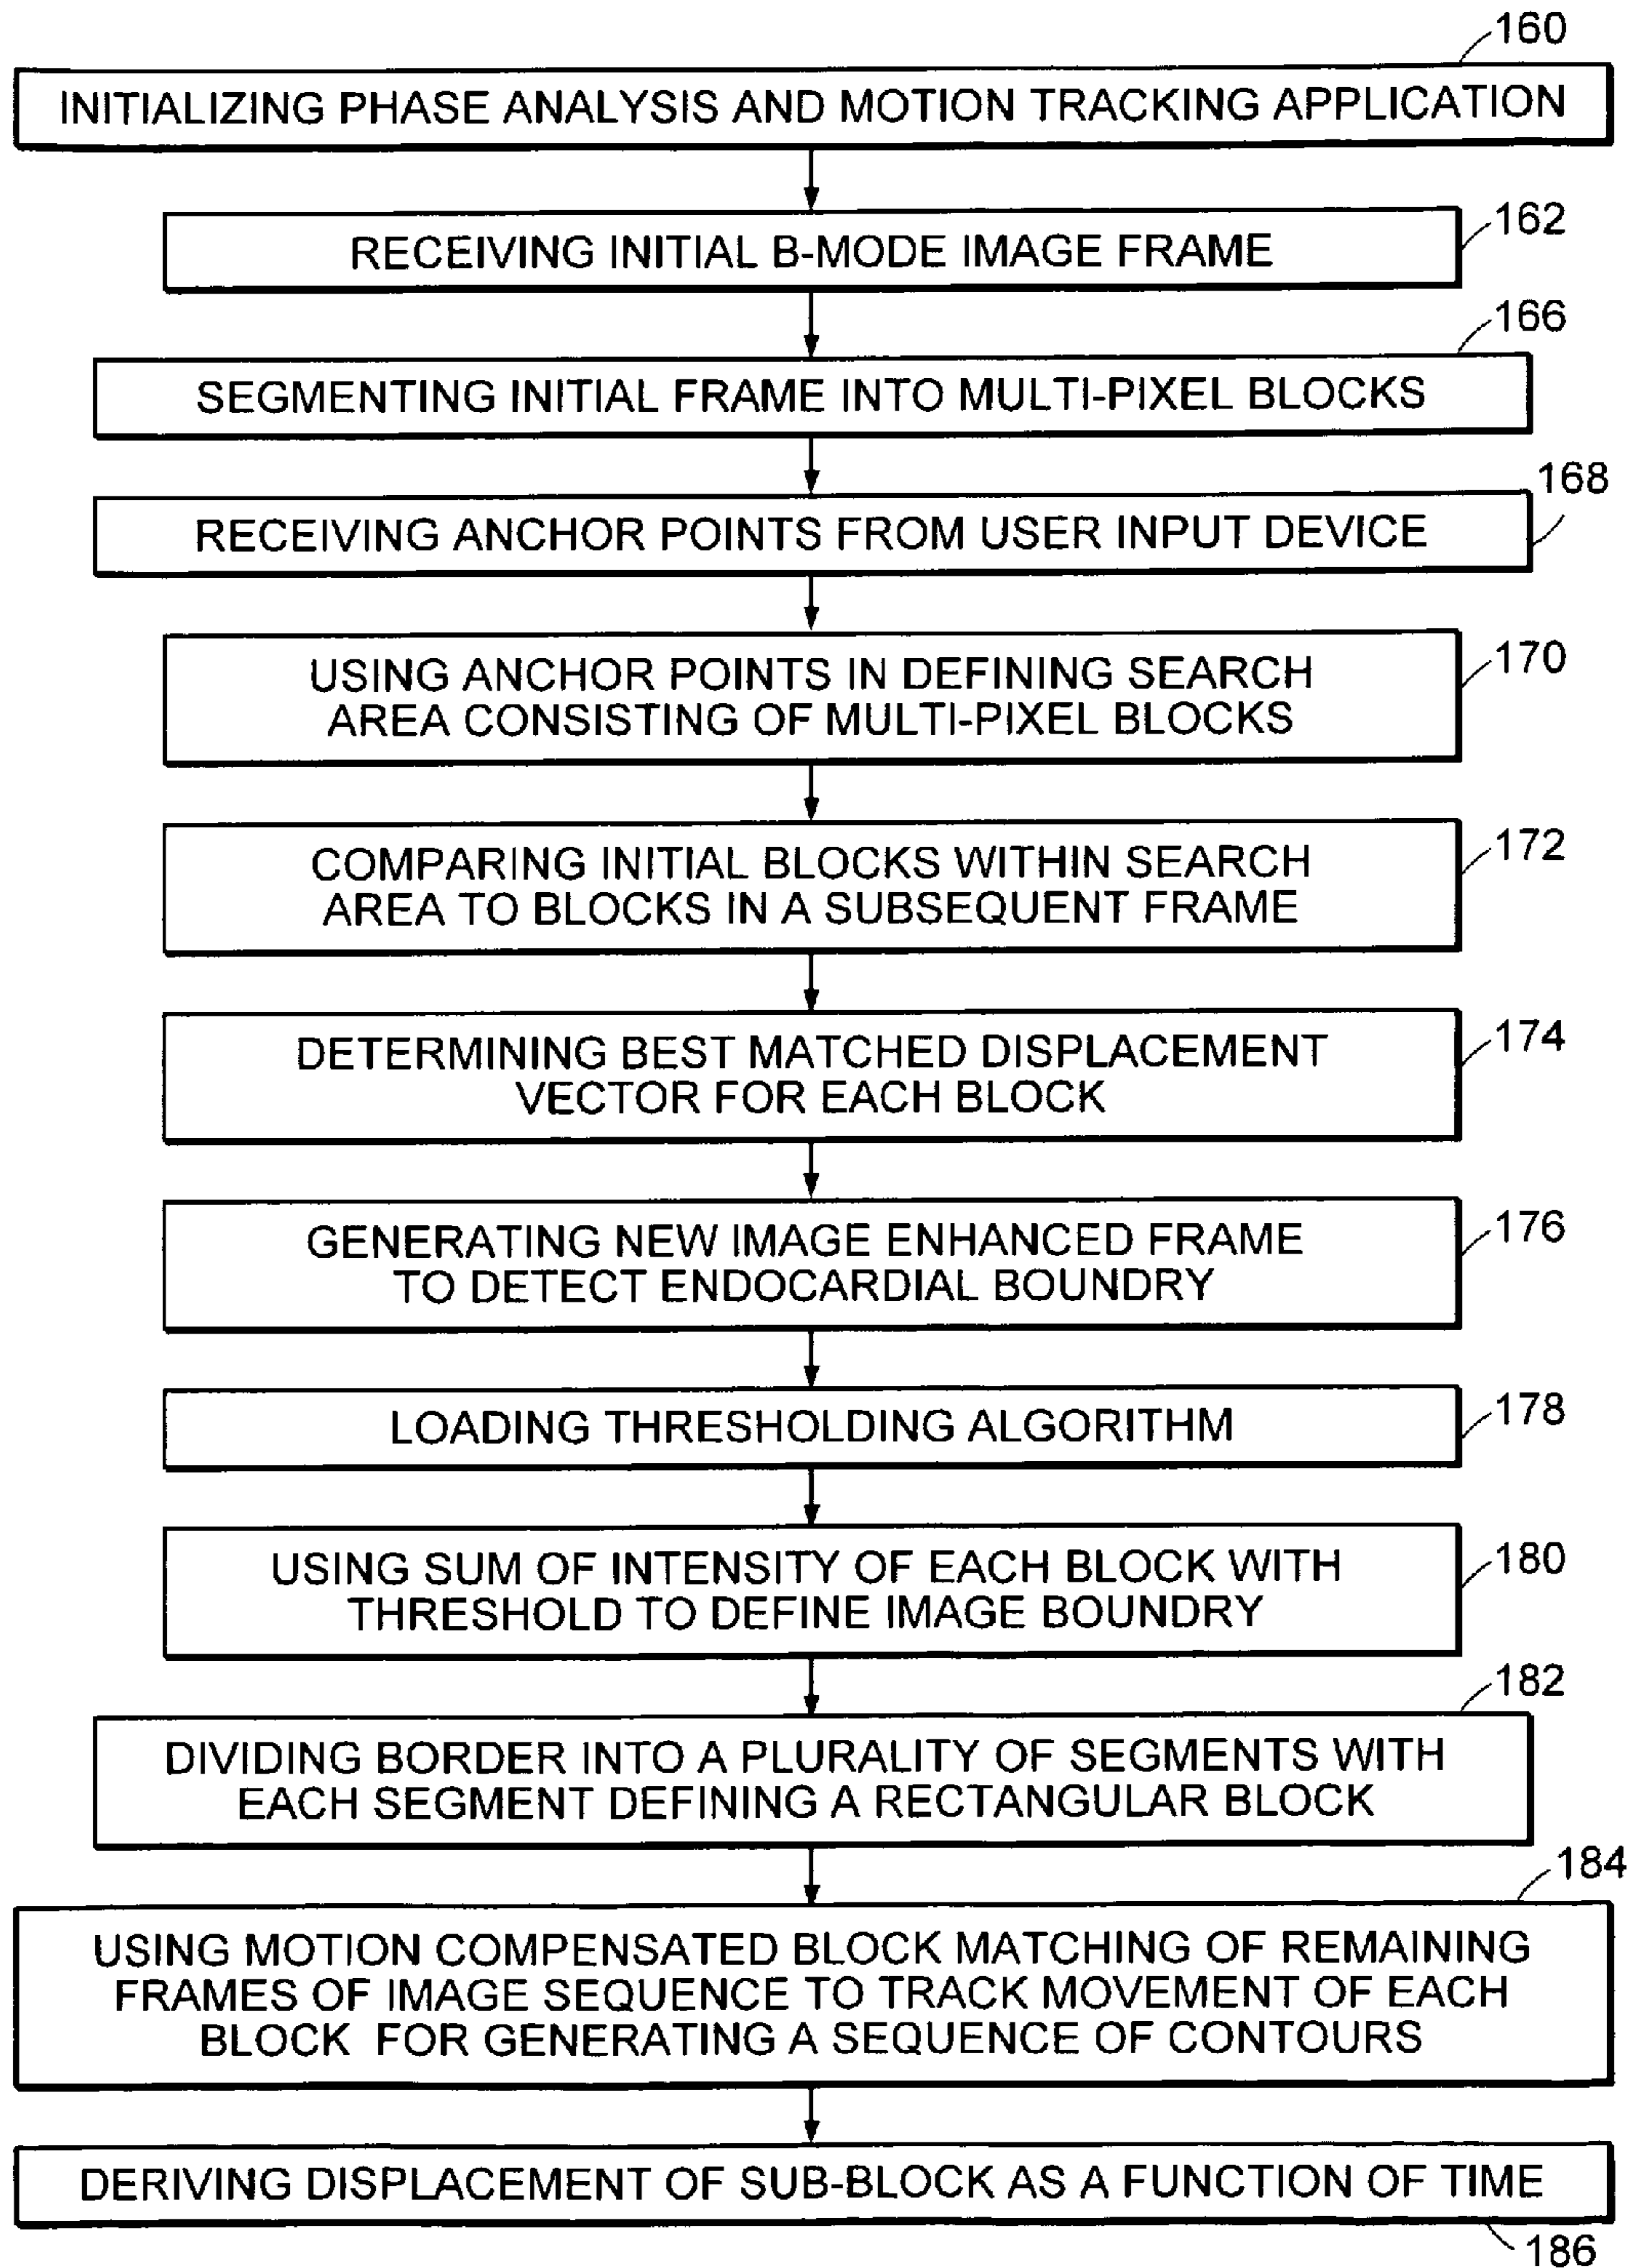 160
INITIALIZING PHASE ANALYSIS AND MOTION TRACKING APPLICATION
162
RECEIVING INITIAL B-MODE IMAGE FRAME
166
SEGMENTING INITIAL FRAME INTO MULTI-PIXEL BLOCKS
168
RECEIVING ANCHOR POINTS FROM USER INPUT DEVICE
170
USING ANCHOR POINTS IN DEFINING SEARCH
AREA CONSISTING OF MULTI-PIXEL BLOCKS
172
COMPARING INITIAL BLOCKS WITHIN SEARCH
AREA TO BLOCKS IN A SUBSEQUENT FRAME
174
DETERMINING BEST MATCHED DISPLACEMENT
VECTOR FOR EACH BLOCK
176
GENERATING NEW IMAGE ENHANCED FRAME
TO DETECT ENDOCARDIAL BOUNDRY
178
LOADING THRESHOLDING ALGORITHM
180
USING SUM OF INTENSITY OF EACH BLOCK WITH
THRESHOLD TO DEFINE IMAGE BOUNDRY
182
DIVIDING BORDER INTO A PLURALITY OF SEGMENTS WITH
EACH SEGMENT DEFINING A RECTANGULAR BLOCK
184
USING MOTION COMPENSATED BLOCK MATCHING OF REMAINING
FRAMES OF IMAGE SEQUENCE TO TRACK MOVEMENT OF EACH
BLOCK FOR GENERATING A SEQUENCE OF CONTOURS
DERIVING DISPLACEMENT OF SUB-BLOCK AS A FUNCTION OF TIME
186